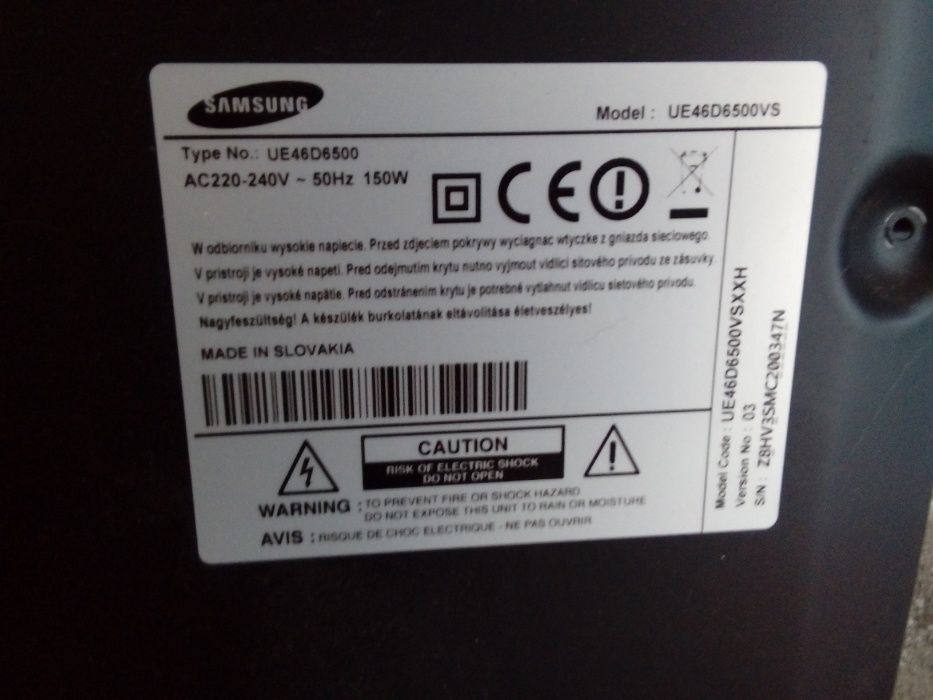 SAMSUNG
Model : UE46D6500VS
Type No.: UE46D6500
AC220-240V ~ 50Hz 150W
W odbiorniku wysokie napiecie. Przed zdjeciem pokrywy wyciagnac wtyczke z gniazda sieciowego.
V pristroji je vysoké napeti. Pred odejmutim krytu nutno vyjmout vidlici sitového privodu ze zásuvky.
V pristroji je vysoké napätie. Pred odstránením krytu je potrebné vytiahnut vidlicu sietového privodu.
Nagyfeszültség! A készülék burkolatának eltávolitása életveszélyes!
MADE IN SLOVAKIA
CAUTION
RISK OF ELECTRIC SHOCK
DO NOT OPEN
WARNING : TO PREVENT FIRE OR SHOCK HAZARD
DO NOT EXPOSE THIS UNIT TO RAIN OR MOISTURE
AVIS : RISQUE DE CHOC ELECTRIQUE - NE PAS OUVRIR
Model Code : UE46D6500VSXXH
Version No : 03
S/N : Z8HV3SMC200347N